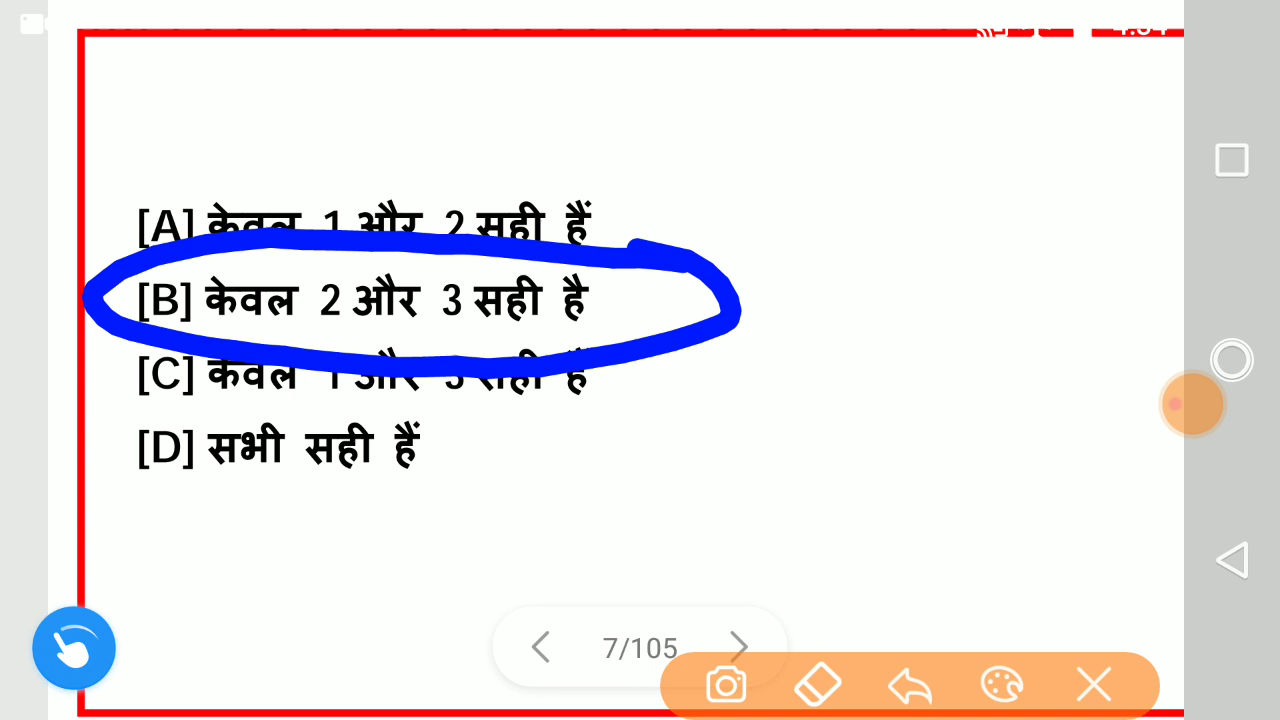 [A] केवल 1 और 2 सही हैं
[B] केवल 2 और 3 सही है
[C] केवल 1 और 3 सही है
[D] सभी सही हैं
7/105